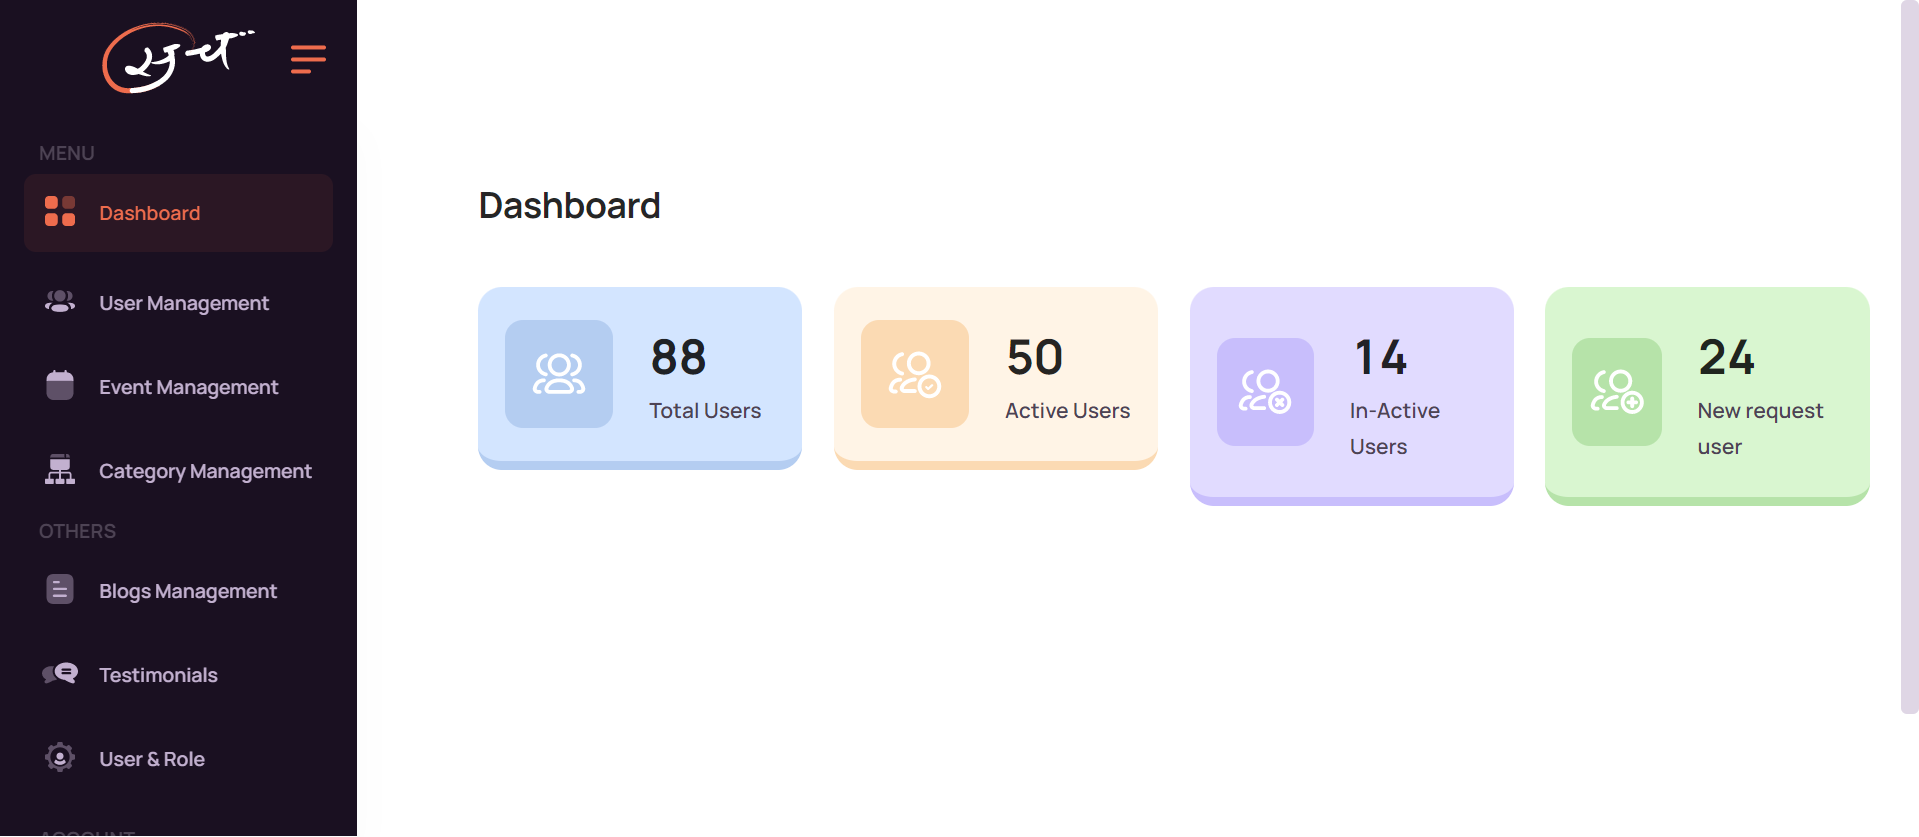 MENU
Dashboard
User Management
Event Management
Category Management
OTHERS
Blogs Management
Testimonials
User & Role
Dashboard
88
Total Users
50
Active Users
14
In-Active
Users
24
New request
user